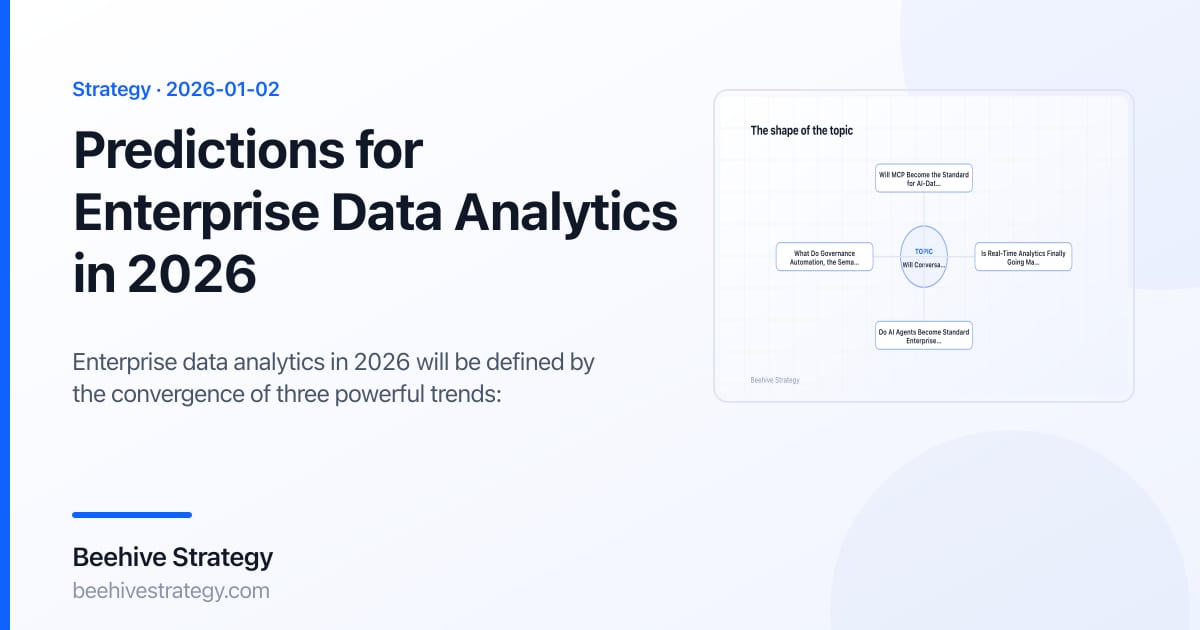 Strategy · 2026-01-02
Predictions for
Enterprise Data Analytics
in 2026
Enterprise data analytics in 2026 will be defined by
the convergence of three powerful trends:
Beehive Strategy
beehivestrategy.com
The shape of the topic
Will MCP Become the Standard
for AI-Dat...
What Do Governance
Automation, the Sema...
TOPIC
Will Conversa...
Is Real-Time Analytics Finally
Going Ma...
Do AI Agents Become Standard
Enterprise...
Beehive Strategy